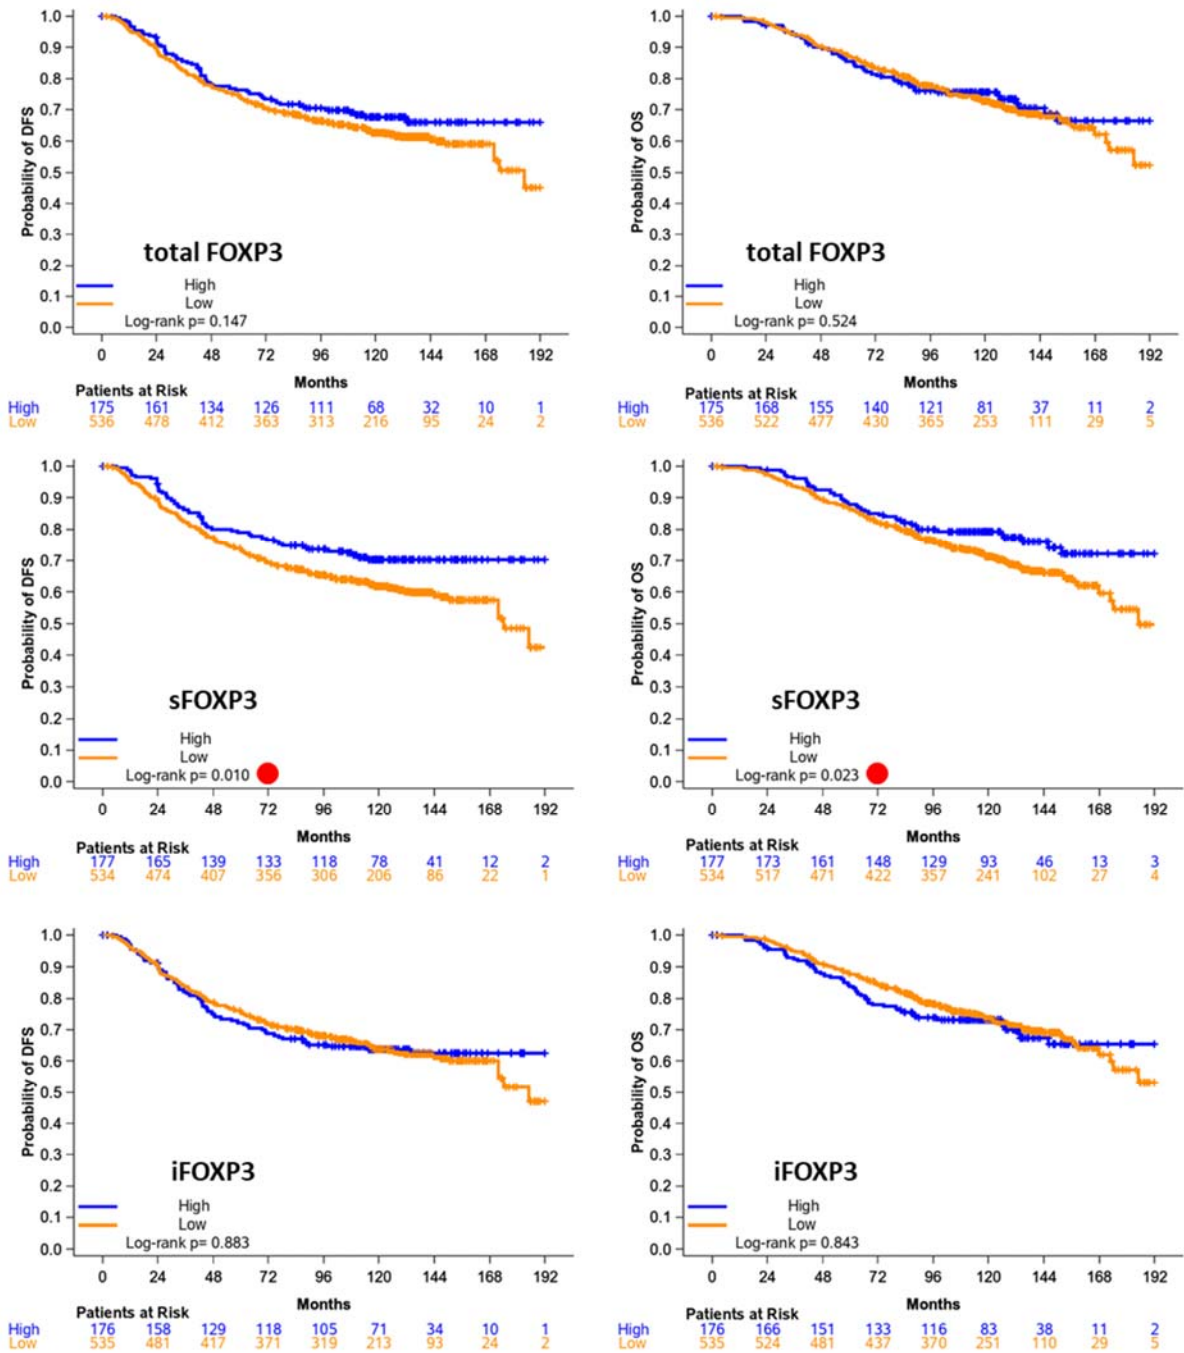 1.0
0.9
0.8
0.7
0.6
0.5
0.4
0.3
0.2
0.1
0.0
Probability of DFS
total FOXP3
High
Low
Log-rank p= 0.147
0 24 48 72 96 120 144 168 192
Months
Patients at Risk
High 175 161 134 126 111 68 32 10 1
Low 536 478 412 363 313 216 95 24 2
1.0
0.9
0.8
0.7
0.6
0.5
0.4
0.3
0.2
0.1
0.0
Probability of OS
total FOXP3
High
Low
Log-rank p= 0.524
0 24 48 72 96 120 144 168 192
Months
Patients at Risk
High 175 168 155 140 121 81 37 11 2
Low 536 522 477 430 365 253 111 29 5
1.0
0.9
0.8
0.7
0.6
0.5
0.4
0.3
0.2
0.1
0.0
Probability of DFS
sFOXP3
High
Low
Log-rank p= 0.010
0 24 48 72 96 120 144 168 192
Months
Patients at Risk
High 177 165 139 133 118 78 41 12 2
Low 534 474 407 356 306 206 86 22 1
1.0
0.9
0.8
0.7
0.6
0.5
0.4
0.3
0.2
0.1
0.0
Probability of OS
sFOXP3
High
Low
Log-rank p= 0.023
0 24 48 72 96 120 144 168 192
Months
Patients at Risk
High 177 173 161 148 129 93 46 13 3
Low 534 517 471 422 357 241 102 27 4
1.0
0.9
0.8
0.7
0.6
0.5
0.4
0.3
0.2
0.1
0.0
Probability of DFS
iFOXP3
High
Low
Log-rank p= 0.883
0 24 48 72 96 120 144 168 192
Months
Patients at Risk
High 176 158 129 118 105 71 34 10 1
Low 535 481 417 371 319 213 93 24 2
1.0
0.9
0.8
0.7
0.6
0.5
0.4
0.3
0.2
0.1
0.0
Probability of OS
iFOXP3
High
Low
Log-rank p= 0.843
0 24 48 72 96 120 144 168 192
Months
Patients at Risk
High 176 166 151 133 116 83 38 11 2
Low 535 524 481 437 370 251 110 29 5